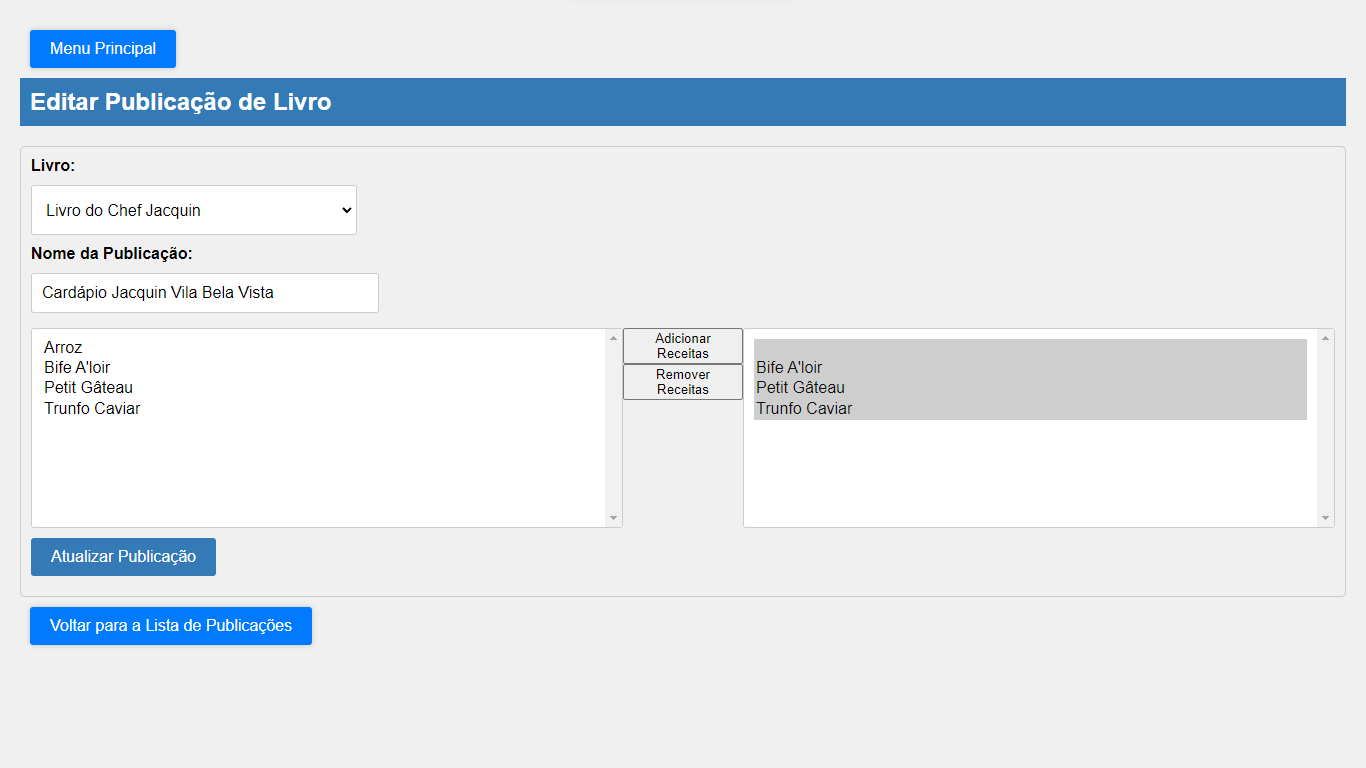 Menu Principal
Editar Publicação de Livro
Livro:
Livro do Chef Jacquin
Nome da Publicação:
Cardápio Jacquin Vila Bela Vista
Arroz
Bife A'loir
Petit Gâteau
Trunfo Caviar
Adicionar
Receitas
Remover
Receitas
Bife A'loir
Petit Gâteau
Trunfo Caviar
Atualizar Publicação
Voltar para a Lista de Publicações